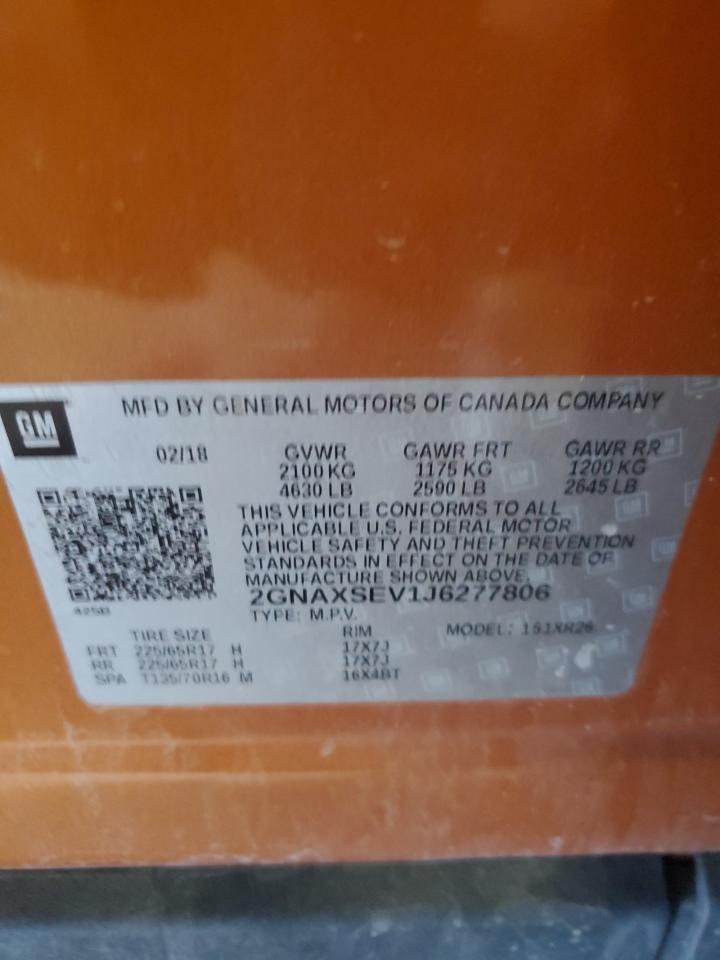 GM
MFD BY GENERAL MOTORS OF CANADA COMPANY
02/18 GVWR GAWR FRT GAWR RR
2100 KG 1175 KG 1200 KG
4630 LB 2590 LB 2645 LB
THIS VEHICLE CONFORMS TO ALL
APPLICABLE U.S. FEDERAL MOTOR
VEHICLE SAFETY AND THEFT PREVENTION
STANDARDS IN EFFECT ON THE DATE OF
MANUFACTURE SHOWN ABOVE.
2GNAXSEV1J6277806
425B
TYPE: M.P.V.
TIRE SIZE RIM MODEL: 1S1XR26
FRT 225/65R17 H 17X7J
RR 225/65R17 H 17X7J
SPA T135/70R16 M 16X4BT